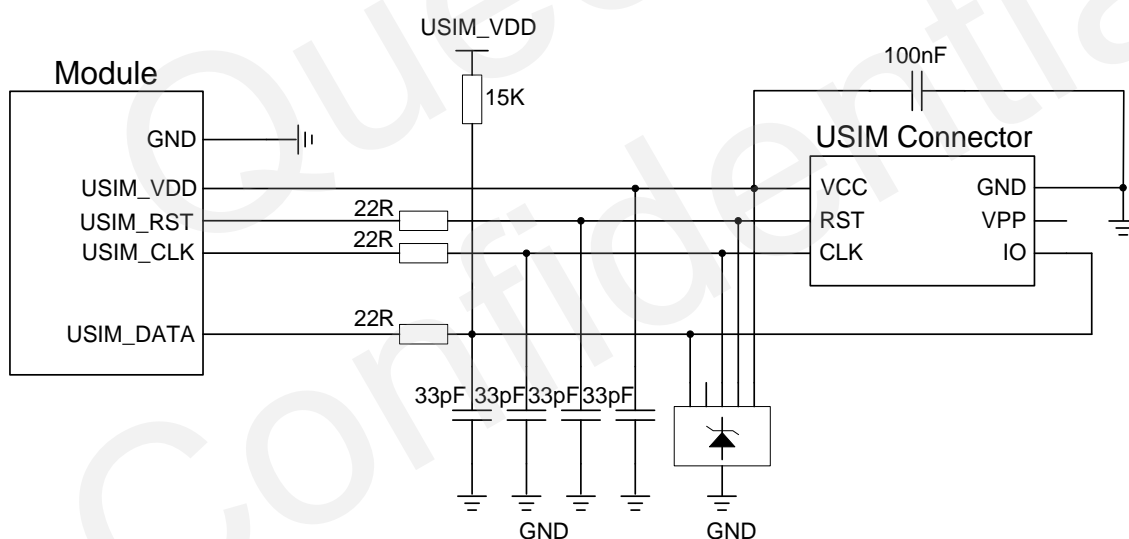 USIM_VDD
15K
100nF
Module
GND
USIM_VDD
USIM_RST
USIM_CLK
USIM_DATA
22R
22R
22R
USIM Connector
VCC
RST
CLK
GND
VPP
IO
33pF 33pF 33pF 33pF
GND
GND
Confidential